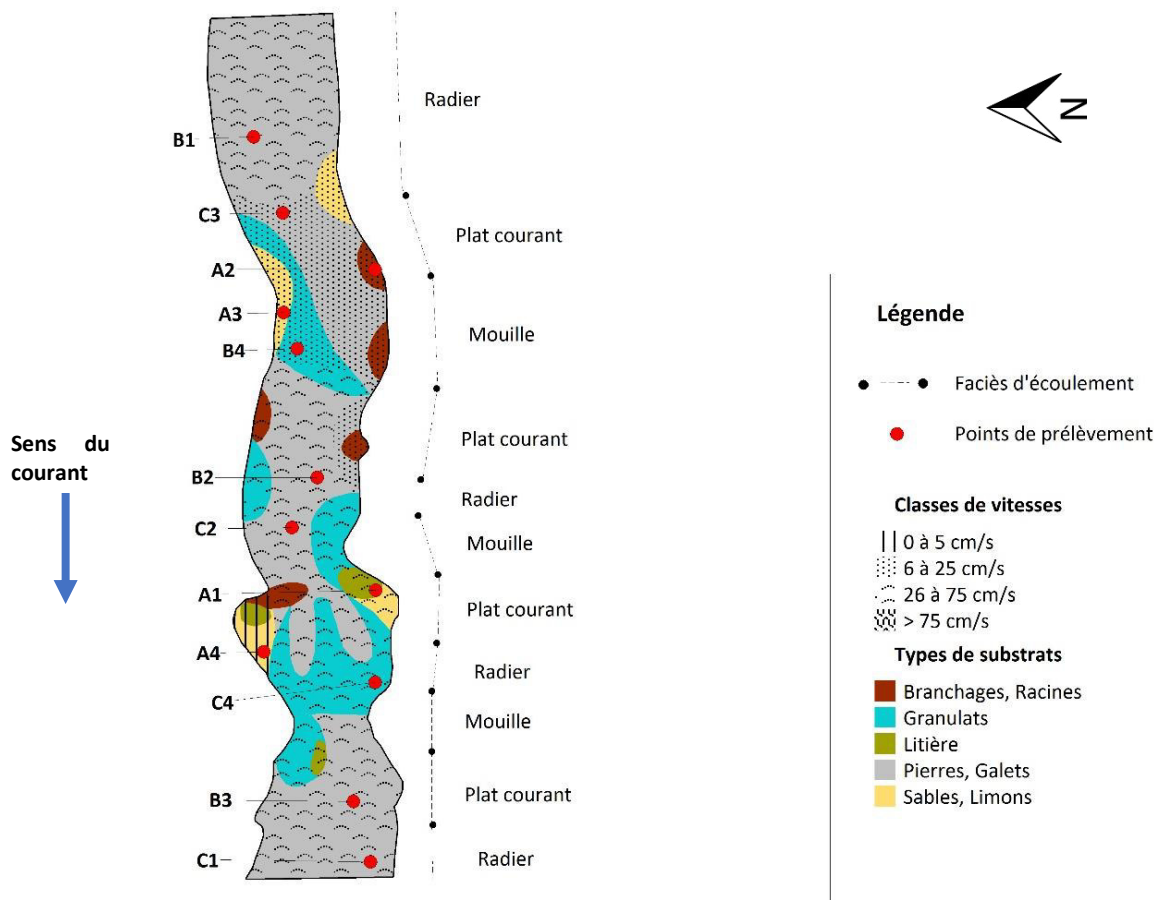 Radier
N
B1
C3
Plat courant
A2
A3
Mouille
B4
Sens du
courant
Plat courant
B2
Radier
C2
Mouille
A1
Plat courant
A4
Radier
C4
Mouille
B3
Plat courant
C1
Radier
Légende
Faciès d'écoulement
Points de prélèvement
Classes de vitesses
0 à 5 cm/s
6 à 25 cm/s
26 à 75 cm/s
> 75 cm/s
Types de substrats
Branchages, Racines
Granulats
Litière
Pierres, Galets
Sables, Limons